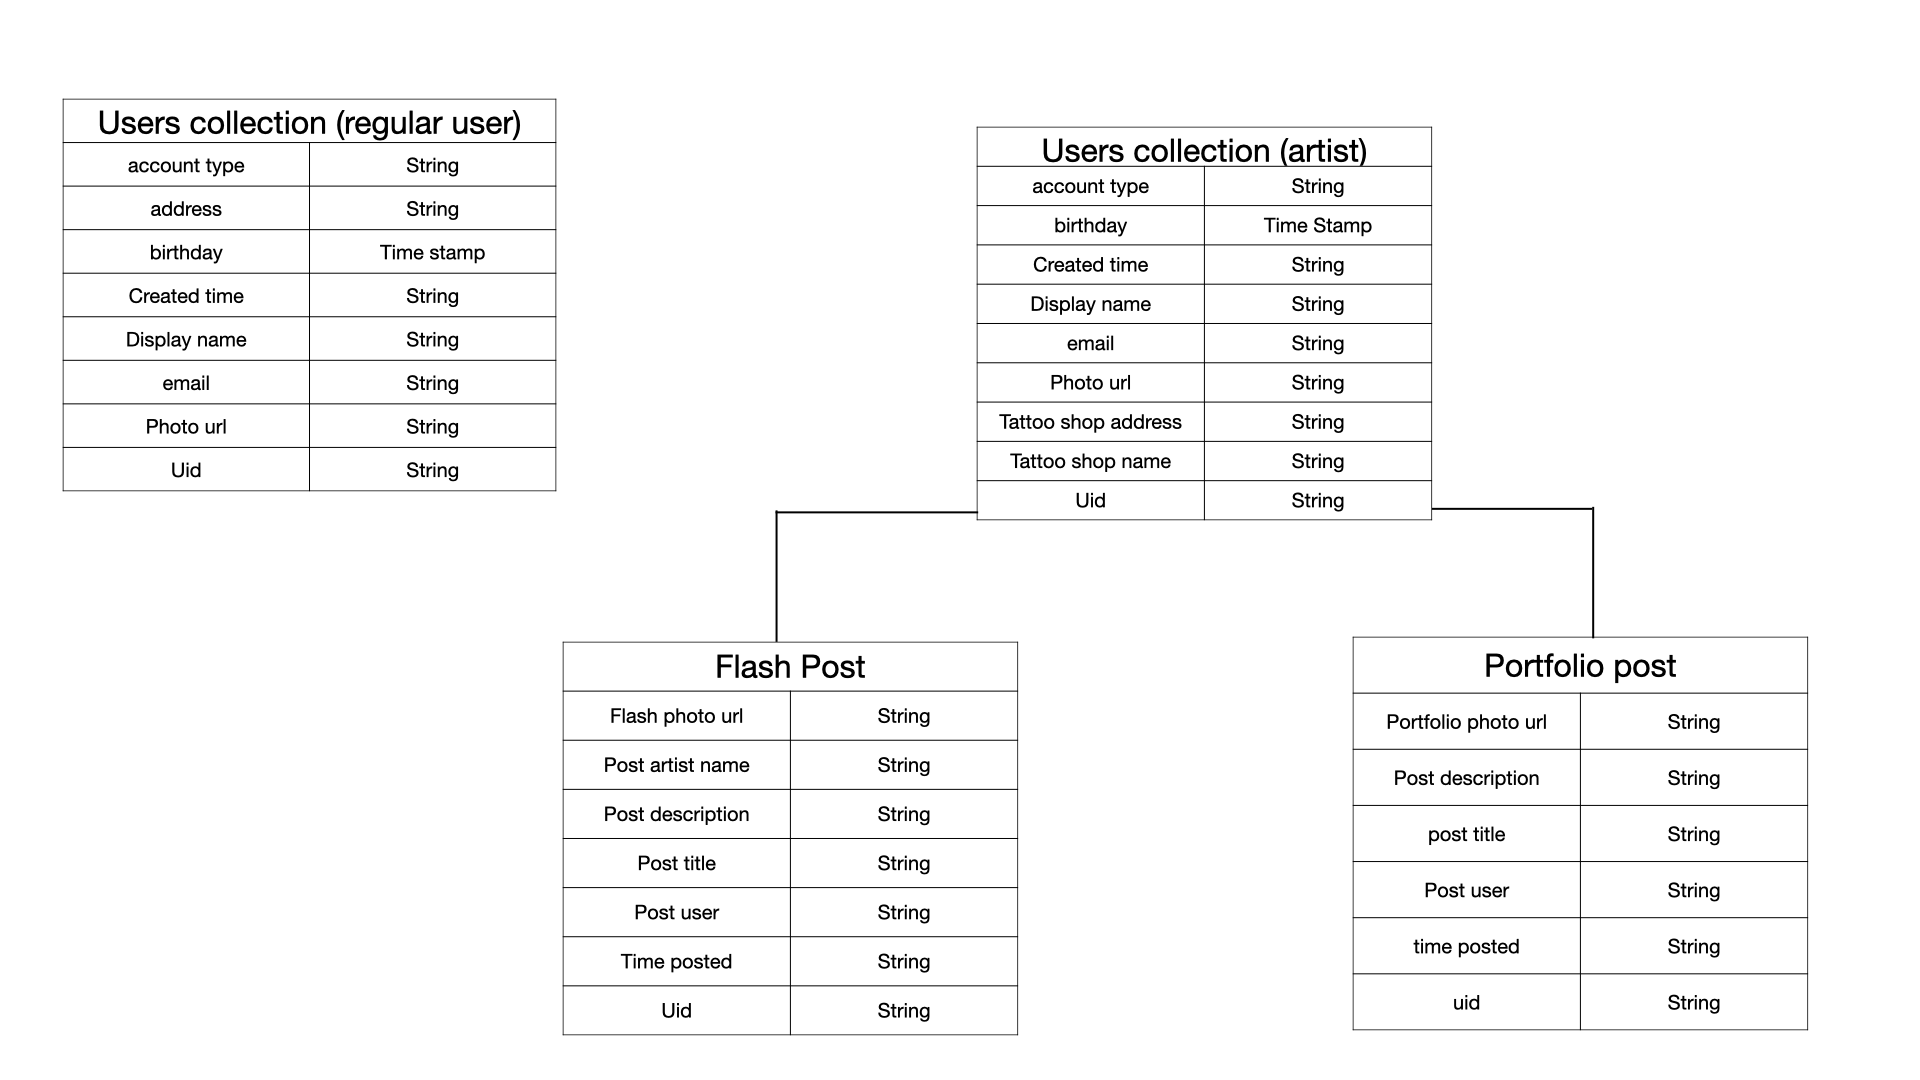 Users collection (regular user)
account type String
address String
birthday Time stamp
Created time String
Display name String
email String
Photo url String
Uid String
Users collection (artist)
account type String
birthday Time Stamp
Created time String
Display name String
email String
Photo url String
Tattoo shop address String
Tattoo shop name String
Uid String
Flash Post
Flash photo url String
Post artist name String
Post description String
Post title String
Post user String
Time posted String
Uid String
Portfolio post
Portfolio photo url String
Post description String
post title String
Post user String
time posted String
uid String